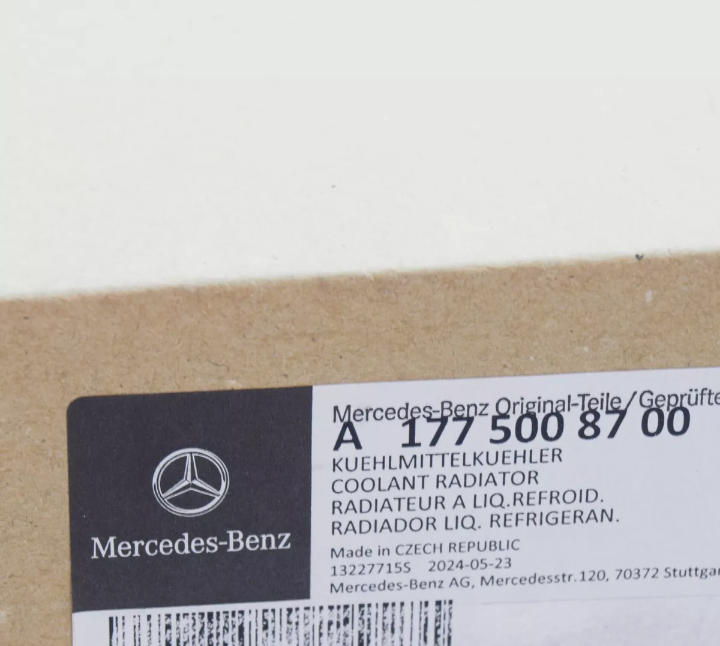 Mercedes-Benz
Mercedes-Benz Original-Teile/Geprüfte
A 177 500 87 00
KUEHLMITTELKUEHLER
COOLANT RADIATOR
RADIATEUR A LIQ.REFROID.
RADIADOR LIQ. REFRIGERAN.
Made in CZECH REPUBLIC
13227715S 2024-05-23
Mercedes-Benz AG, Mercedesstr.120, 70372 Stuttgar